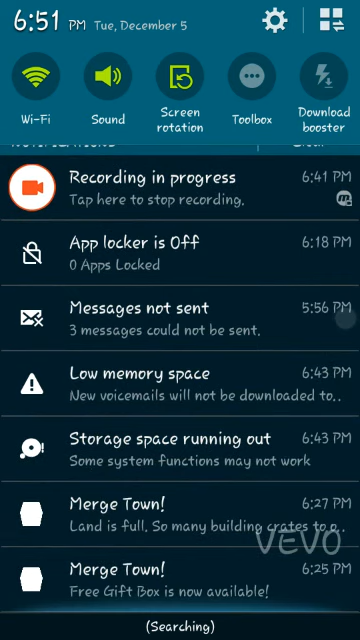 6:51 PM Tue, December 5
Wi-Fi
Sound
Screen rotation
Toolbox
Download booster
Recording in progress 6:41 PM
Tap here to stop recording.
App locker is Off 6:18 PM
0 Apps Locked
Messages not sent 5:56 PM
3 messages could not be sent.
Low memory space 6:43 PM
New voicemails will not be downloaded to..
Storage space running out 6:43 PM
Some system functions may not work
Merge Town! 6:27 PM
Land is full. So many building crates to o..
VEVO
Merge Town! 6:25 PM
Free Gift Box is now available!
(Searching)